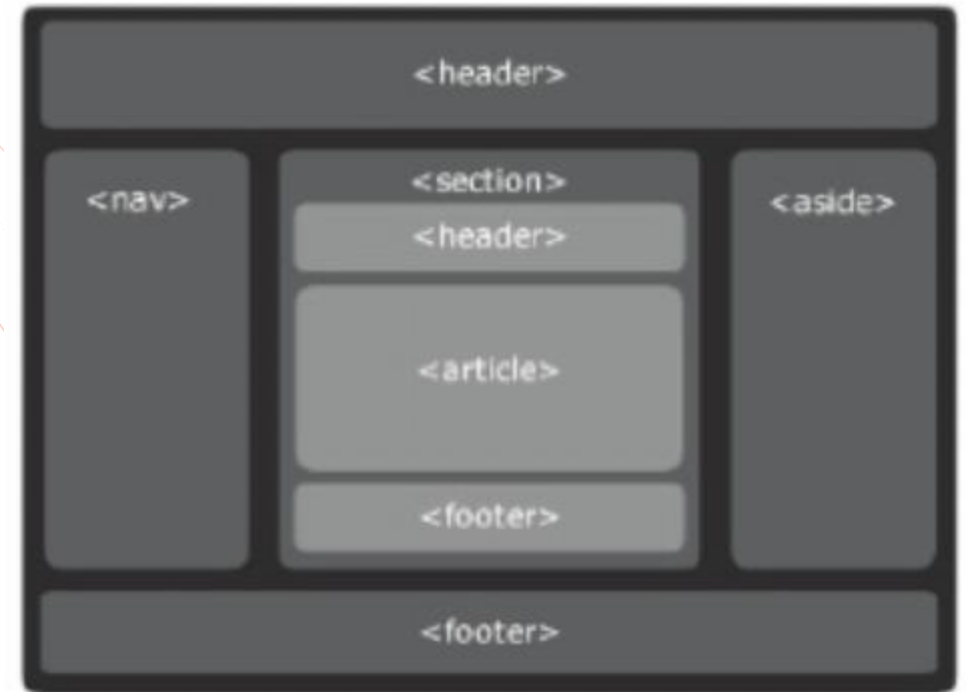 <header>
<nav>
<section>
<header>
<article>
<footer>
<aside>
<footer>